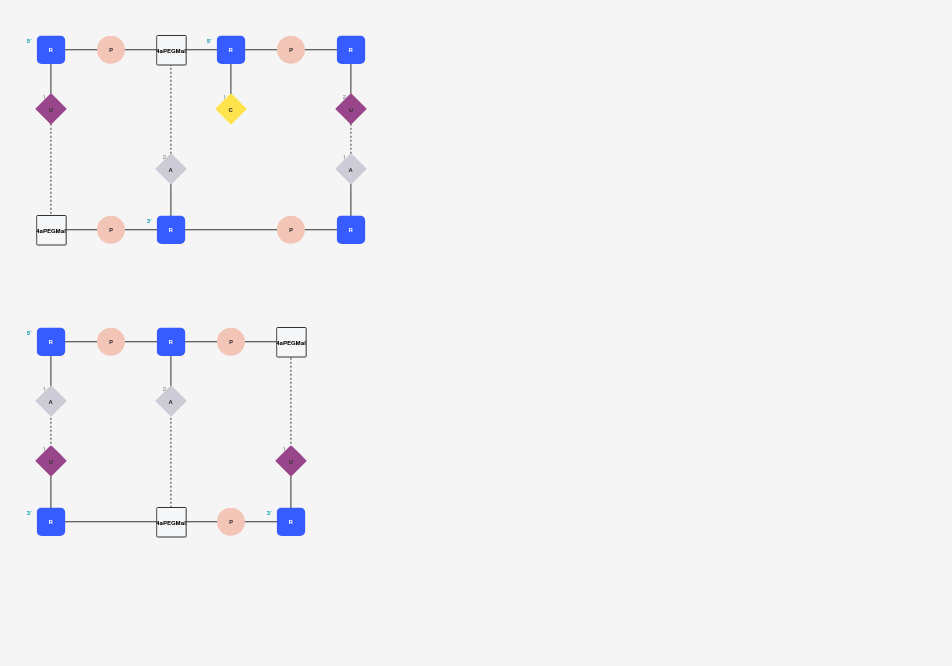 5' R P 4aPEGMal 5' R P R
1 U 1 C 2 U
2 A 1 A
4aPEGMal P 3' R P R
5' R P R P 4aPEGMal
1 A 2 A
U U
3' R 4aPEGMal P 3' R